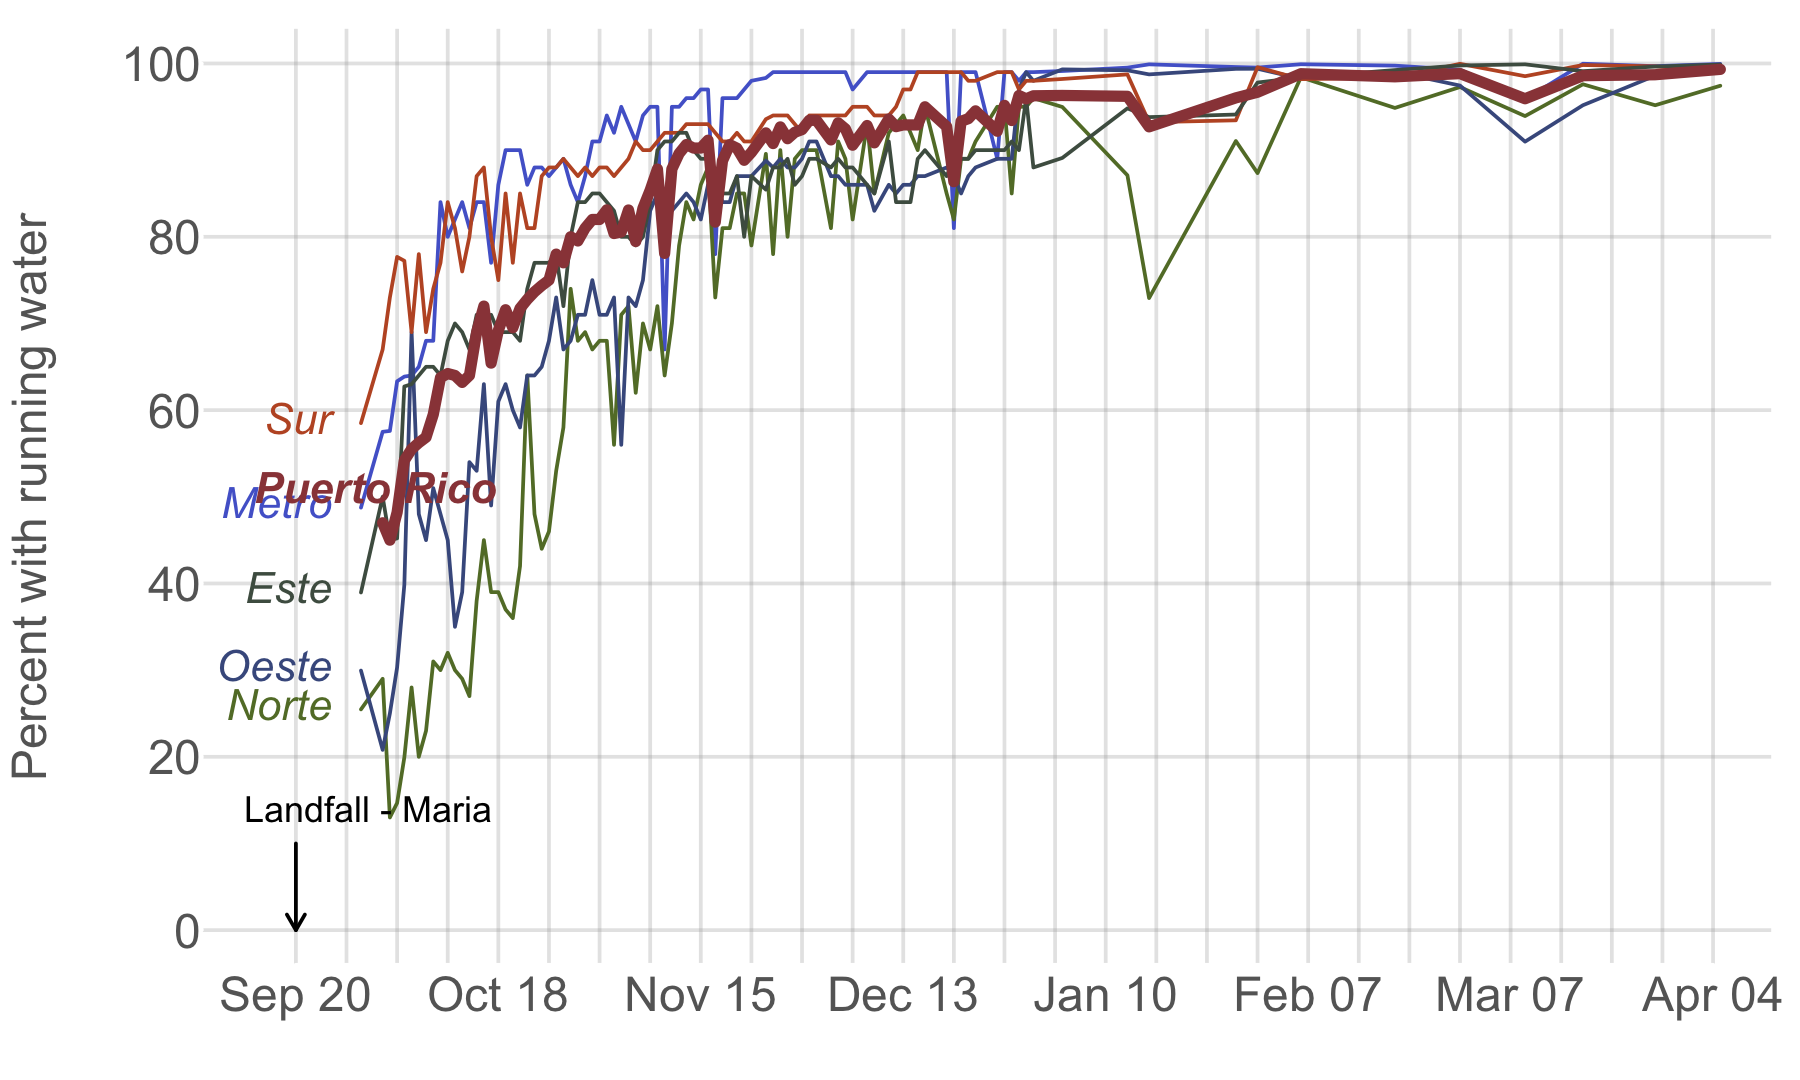 Percent with running water
100
80
60
40
20
0
Sur
Puerto Rico
Metro
Este
Oeste
Norte
Landfall - Maria
Sep 20 Oct 18 Nov 15 Dec 13 Jan 10 Feb 07 Mar 07 Apr 04